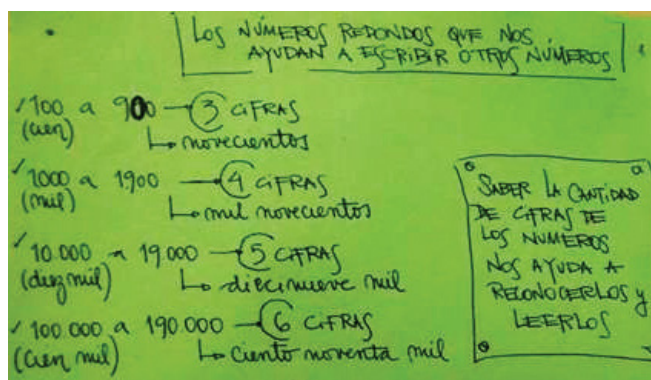 LOS NÚMEROS REDONDOS QUE NOS
AYUDAN A ESCRIBIR OTROS NÚMEROS
✓100 a 900 → 3 CIFRAS
(cien) ↳ novecientos
✓1000 a 1900 → 4 CIFRAS
(mil) ↳ mil novecientos
✓10.000 a 19.000 → 5 CIFRAS
(diez mil) ↳ diecinueve mil
✓100.000 a 190.000 → 6 CIFRAS
(cien mil) ↳ ciento noventa mil
SABER LA CANTIDAD
DE CIFRAS DE
LOS NUMEROS
NOS AYUDA A
RECONOCERLOS y
LEERLOS